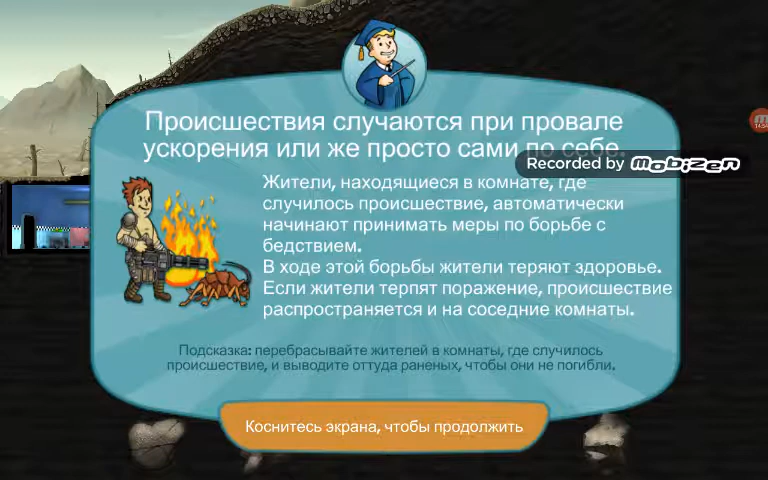 Происшествия случаются при провале
ускорения или же просто сами по себе.
Recorded by mobizen
Жители, находящиеся в комнате, где
случилось происшествие, автоматически
начинают принимать меры по борьбе с
бедствием.
В ходе этой борьбы жители теряют здоровье.
Если жители терпят поражение, происшествие
распространяется и на соседние комнаты.
Подсказка: перебрасывайте жителей в комнаты, где случилось
происшествие, и выводите оттуда раненых, чтобы они не погибли.
Коснитесь экрана, чтобы продолжить